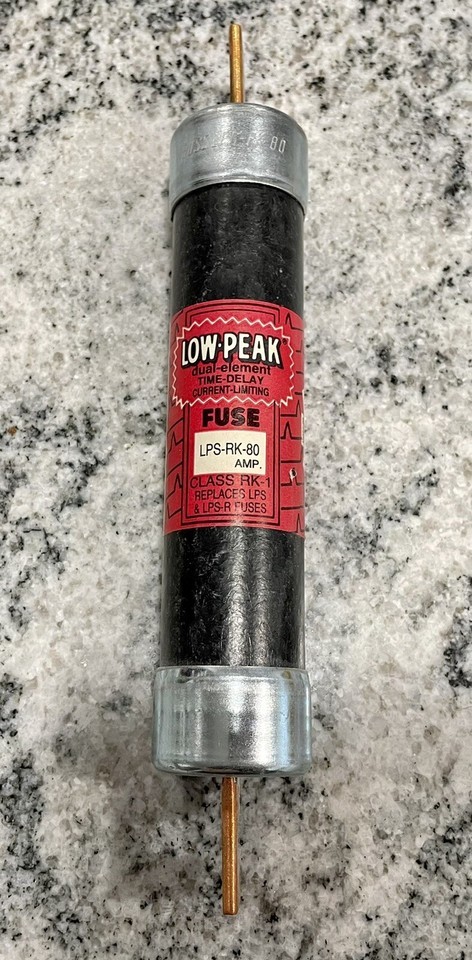 80
LOW-PEAK
dual-element
TIME-DELAY
CURRENT-LIMITING
FUSE
LPS-RK-80
AMP.
CLASS RK-1
REPLACES LPS
& LPS-R FUSES